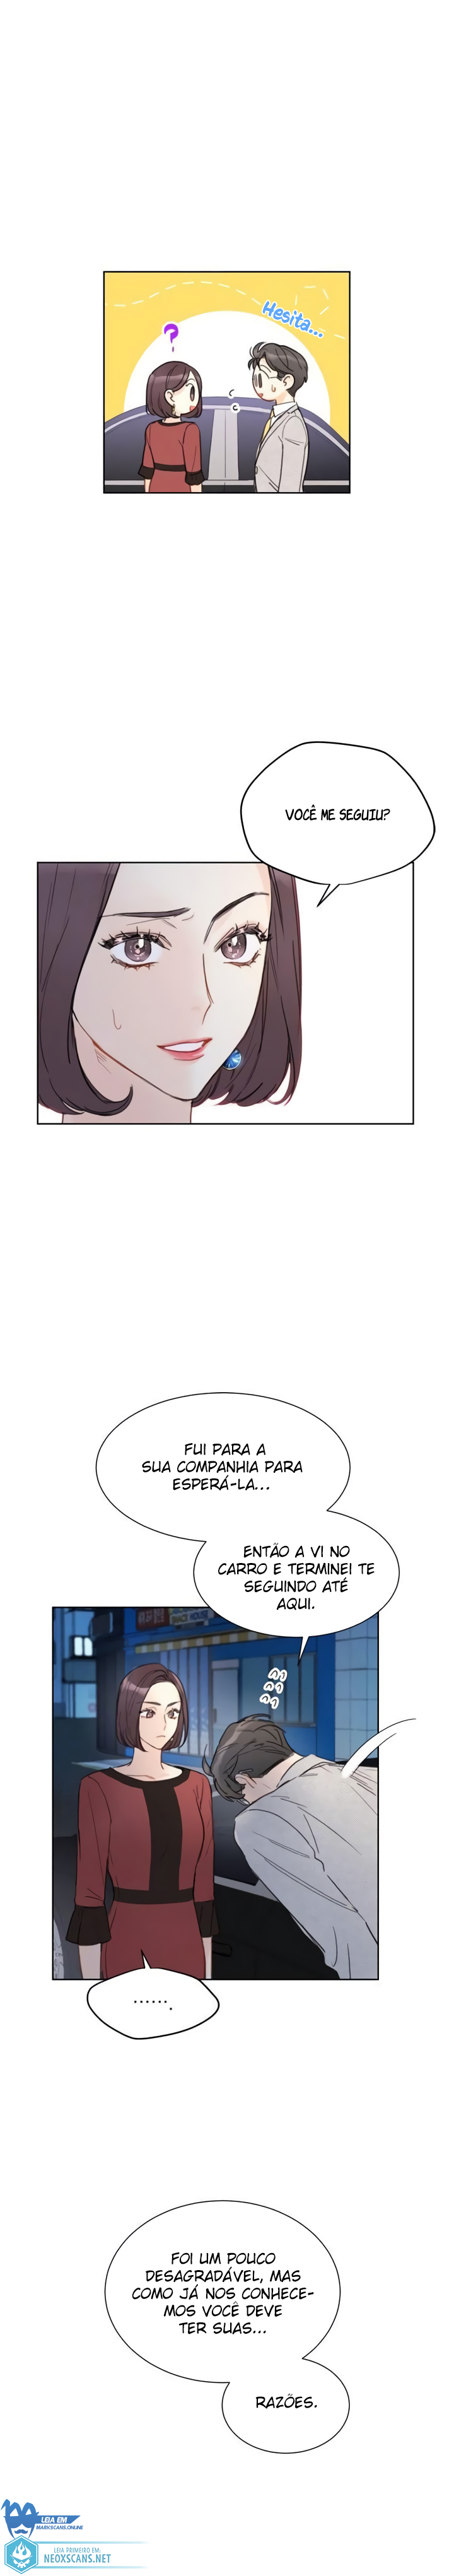 ?
Hesita...
VOCÊ ME SEGUIU?
FUI PARA A
SUA COMPANHIA PARA
ESPERÁ-LA...
ENTÃO A VI NO
CARRO E TERMINEI TE
SEGUINDO ATÉ
AQUI.
.......
FOI UM POUCO
DESAGRADÁVEL, MAS
COMO JÁ NOS CONHECE-
MOS VOCÊ DEVE
TER SUAS...
RAZÕES.
LEIA EM
MARKSCANS.ONLINE
LEIA PRIMEIRO EM:
NEOXSCANS.NET